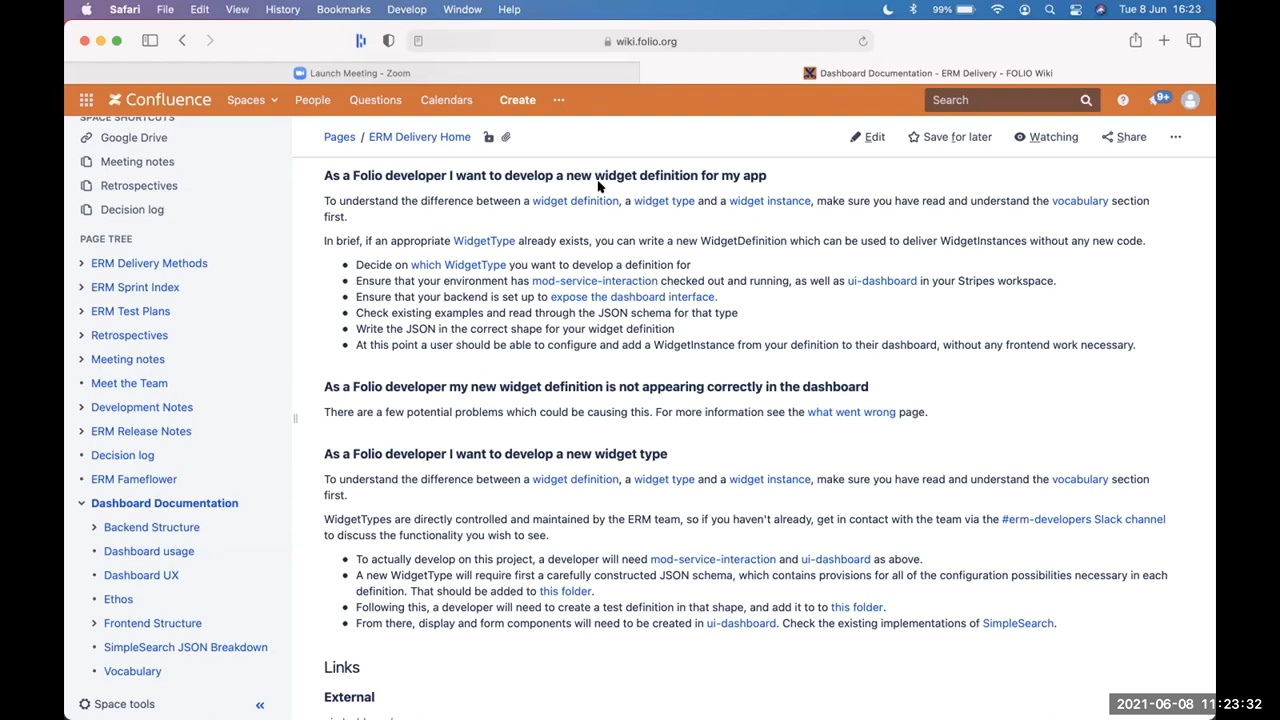 Safari File Edit View History Bookmarks Develop Window Help 99% Tue 8 Jun 16:23
wiki.folio.org
Launch Meeting - Zoom
Dashboard Documentation - ERM Delivery - FOLIO Wiki
Confluence Spaces People Questions Calendars Create ••• Search 9+
SPACE SHORTCUTS
Google Drive
Meeting notes
Retrospectives
Decision log
PAGE TREE
ERM Delivery Methods
ERM Sprint Index
ERM Test Plans
Retrospectives
Meeting notes
Meet the Team
Development Notes
ERM Release Notes
Decision log
ERM Fameflower
Dashboard Documentation
Backend Structure
Dashboard usage
Dashboard UX
Ethos
Frontend Structure
SimpleSearch JSON Breakdown
Vocabulary
Space tools «
Pages / ERM Delivery Home
Edit Save for later Watching Share •••
As a Folio developer I want to develop a new widget definition for my app
To understand the difference between a widget definition, a widget type and a widget instance, make sure you have read and understand the vocabulary section
first.
In brief, if an appropriate WidgetType already exists, you can write a new WidgetDefinition which can be used to deliver WidgetInstances without any new code.
• Decide on which WidgetType you want to develop a definition for
• Ensure that your environment has mod-service-interaction checked out and running, as well as ui-dashboard in your Stripes workspace.
• Ensure that your backend is set up to expose the dashboard interface.
• Check existing examples and read through the JSON schema for that type
• Write the JSON in the correct shape for your widget definition
• At this point a user should be able to configure and add a WidgetInstance from your definition to their dashboard, without any frontend work necessary.
As a Folio developer my new widget definition is not appearing correctly in the dashboard
There are a few potential problems which could be causing this. For more information see the what went wrong page.
As a Folio developer I want to develop a new widget type
To understand the difference between a widget definition, a widget type and a widget instance, make sure you have read and understand the vocabulary section
first.
WidgetTypes are directly controlled and maintained by the ERM team, so if you haven't already, get in contact with the team via the #erm-developers Slack channel
to discuss the functionality you wish to see.
• To actually develop on this project, a developer will need mod-service-interaction and ui-dashboard as above.
• A new WidgetType will require first a carefully constructed JSON schema, which contains provisions for all of the configuration possibilities necessary in each
definition. That should be added to this folder.
• Following this, a developer will need to create a test definition in that shape, and add it to to this folder.
• From there, display and form components will need to be created in ui-dashboard. Check the existing implementations of SimpleSearch.
Links
External
2021-06-08 11:23:32